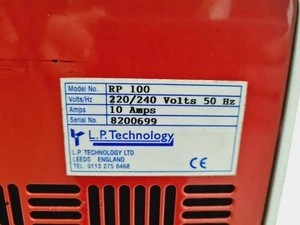 Model No. RP 100
Volts/Hz 220/240 Volts 50 Hz
Amps 10 Amps
Serial No. 8200699
L.P. Technology
L.P. TECHNOLOGY LTD
LEEDS ENGLAND
TEL. 0113 275 6468
CE